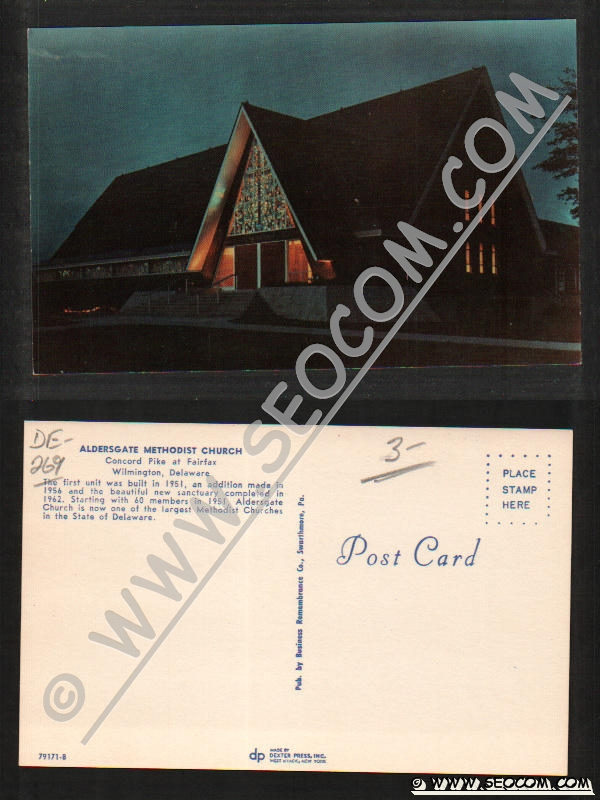 © WWW.SEOCOM.COM
DE-
269
3-
ALDERSGATE METHODIST CHURCH
Concord Pike at Fairfax
Wilmington, Delaware
The first unit was built in 1951, an addition made in
1956 and the beautiful new sanctuary completed in
1962. Starting with 60 members in 1951, Aldersgate
Church is now one of the largest Methodist Churches
in the State of Delaware.
PLACE
STAMP
HERE
Post Card
Pub. by Business Remembrance Co., Swarthmore, Pa.
79171-B
dp
MADE BY
DEXTER PRESS, INC.
WEST NYACK, NEW YORK
© WWW.SEOCOM.COM